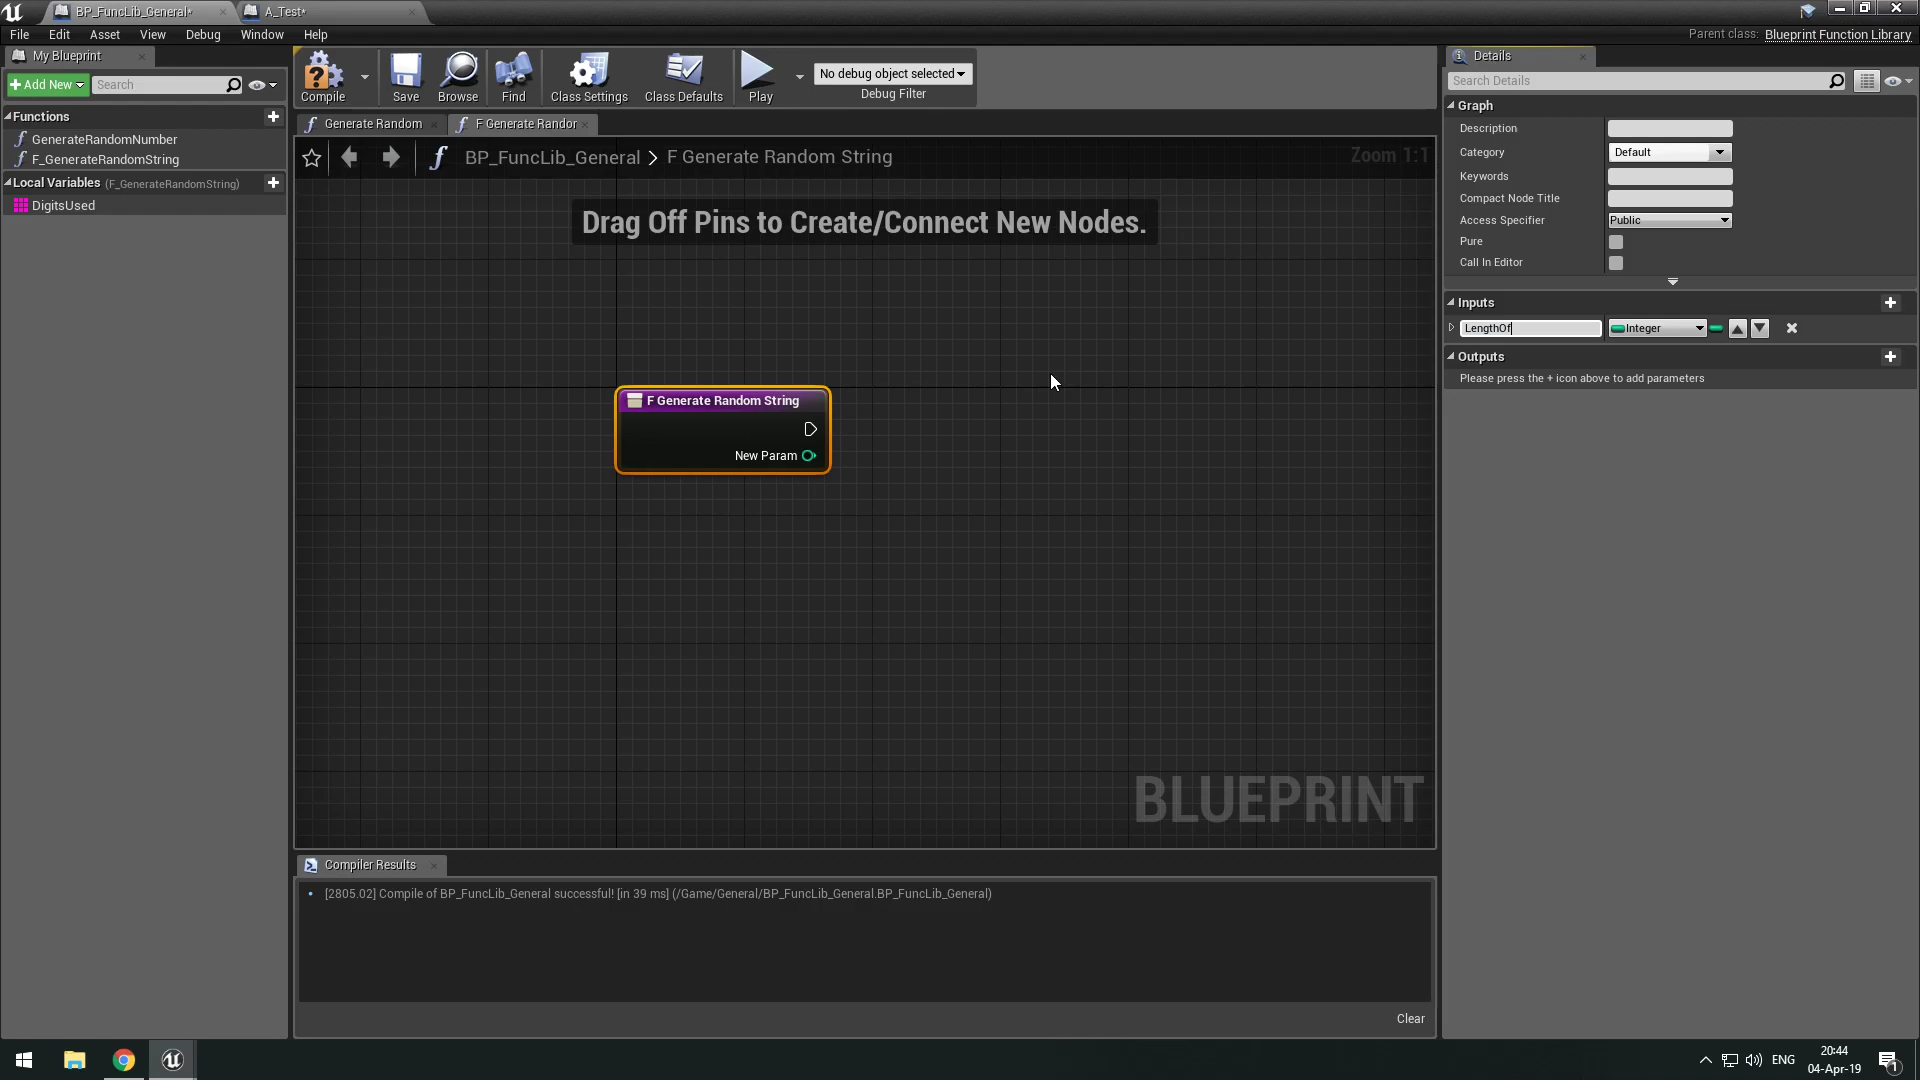 BP_FuncLib_General*
A_Test*
File Edit Asset View Debug Window Help
Parent class: Blueprint Function Library
My Blueprint
Add New
Search
Functions
GenerateRandomNumber
F_GenerateRandomString
Local Variables (F_GenerateRandomString)
DigitsUsed
Compile
Save
Browse
Find
Class Settings
Class Defaults
Play
No debug object selected
Debug Filter
Generate Random
F Generate Randor
BP_FuncLib_General > F Generate Random String
Zoom 1:1
Drag Off Pins to Create/Connect New Nodes.
F Generate Random String
New Param
BLUEPRINT
Compiler Results
[2805.02] Compile of BP_FuncLib_General successful! [in 39 ms] (/Game/General/BP_FuncLib_General.BP_FuncLib_General)
Clear
Details
Search Details
Graph
Description
Category Default
Keywords
Compact Node Title
Access Specifier Public
Pure
Call In Editor
Inputs
LengthOf Integer
Outputs
Please press the + icon above to add parameters
ENG
20:44
04-Apr-19
1